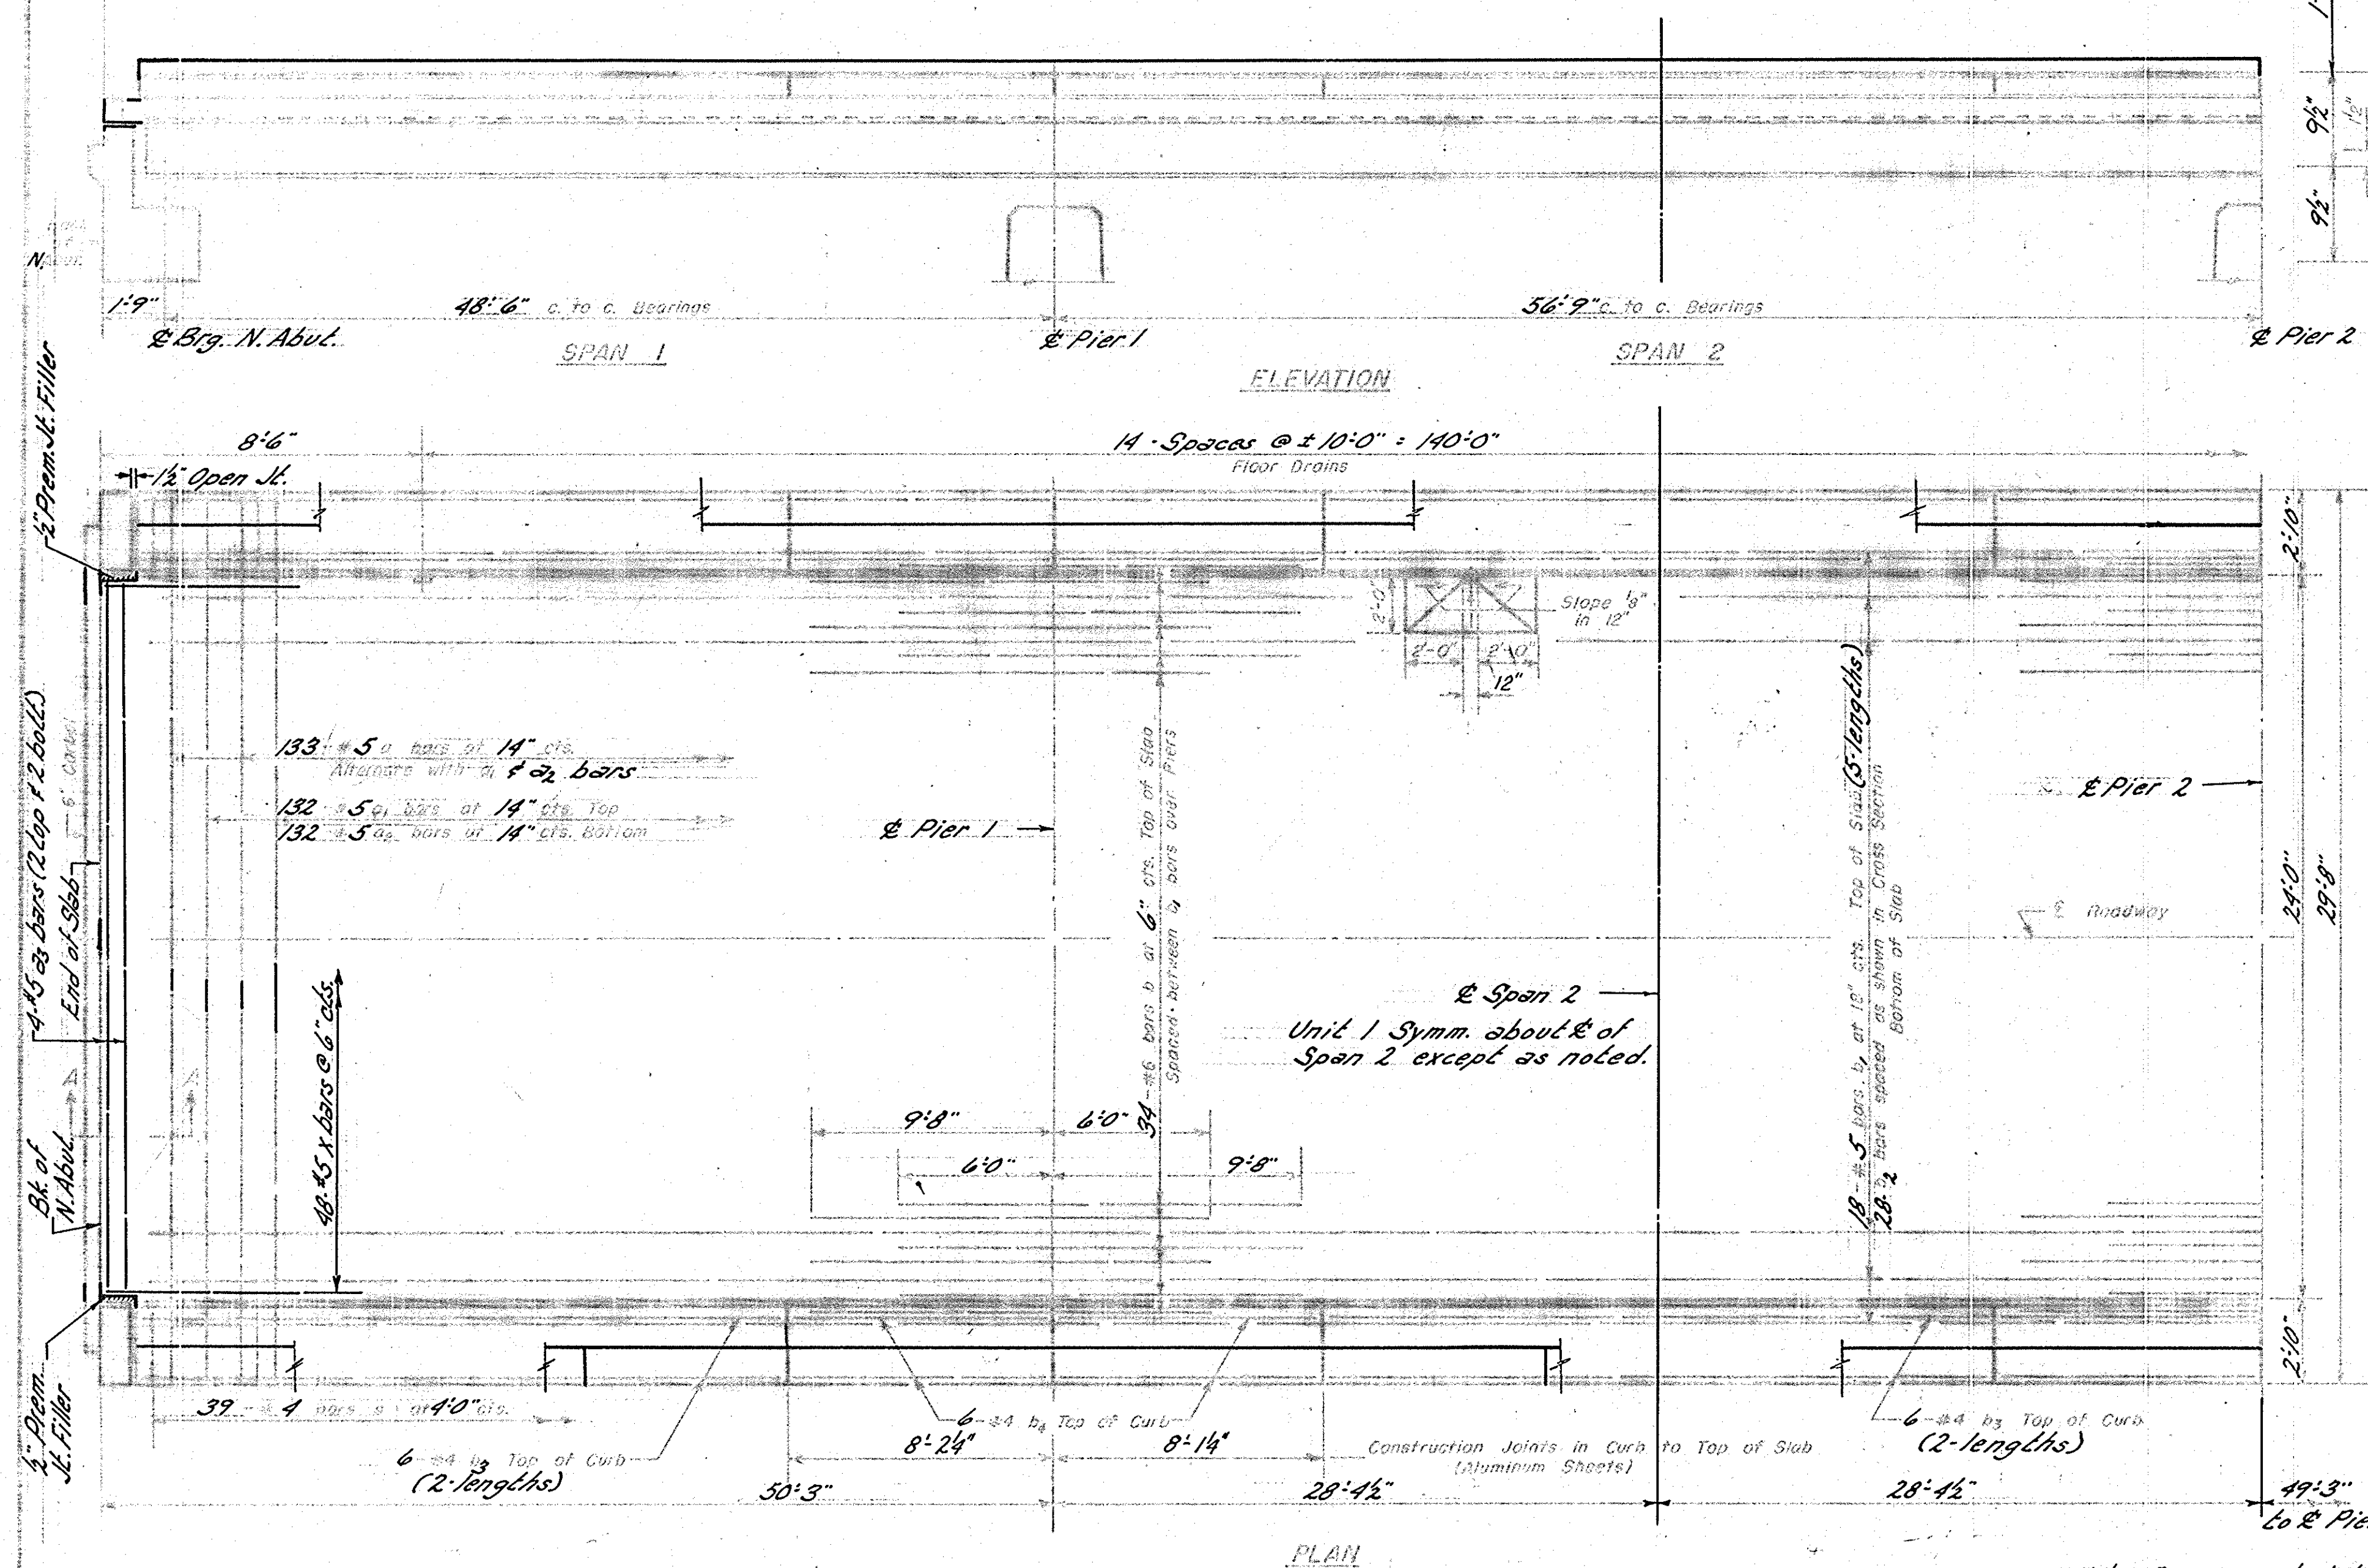 9½"
1½"
9½"
N.
1'-9"
48'-6" c. to c. Bearings
56'-9" c. to c. Bearings
℄ Brg. N. Abut.
℄ Pier 1
℄ Pier 2
SPAN 1
SPAN 2
ELEVATION
½" Prem. Jt. Filler
8'-6"
14 - Spaces @ ± 10'-0" = 140'-0"
Floor Drains
1½" Open Jt.
2'-10"
2'-0"
Slope ⅛"
in 12"
2'-0"
2'-0"
12"
4-#5 a3 bars (2 top & 2 bott.)
End of Slab
133 - #5 a bars at 14" cts.
Alternate with a1 & a2 bars
132 - #5 a1 bars at 14" cts. Top
132 - #5 a2 bars at 14" cts. Bottom
℄ Pier 1
34 - #6 bars b at 6" cts. Top of Slab
Spaced between b1 bars over Piers
18 - #5 bars b1 at 18" cts. Top of Slab (5-lengths)
28- b2 bars spaced as shown in Cross Section
Bottom of Slab
℄ Pier 2
24'-0"
29'-8"
℄ Roadway
48-#5 x bars @ 6" cts.
℄ Span 2
Unit 1 Symm. about ℄ of
Span 2 except as noted.
A
Bk. of
N. Abut.
9'-8"
6'-0"
6'-0"
9'-8"
2'-10"
½" Prem.
Jt. Filler
39 - #4 bars at 4'-0" cts.
6 - #4 b4 Top of Curb
6 - #4 b3 Top of Curb
(2-lengths)
8'-2¼"
8'-1¼"
Construction Joints in Curb to Top of Slab
(Aluminum Sheets)
6 - #4 b3 Top of Curb
(2-lengths)
50'-3"
28'-4½"
28'-4½"
49'-3"
to ℄ Pie
PLAN